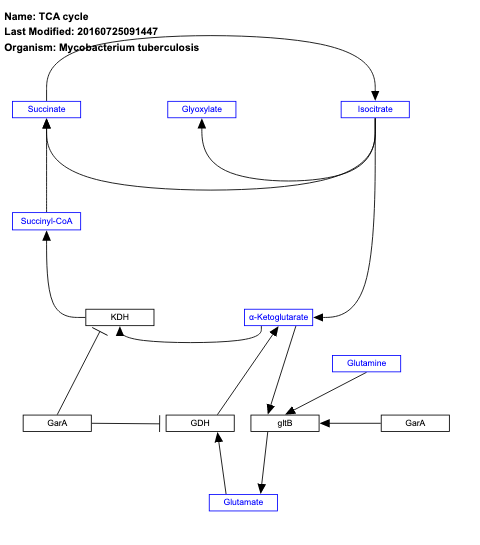 Name: TCA cycle
Last Modified: 20160725091447
Organism: Mycobacterium tuberculosis
Succinate
Glyoxylate
Isocitrate
Succinyl-CoA
KDH
α-Ketoglutarate
Glutamine
GarA
GDH
gltB
GarA
Glutamate